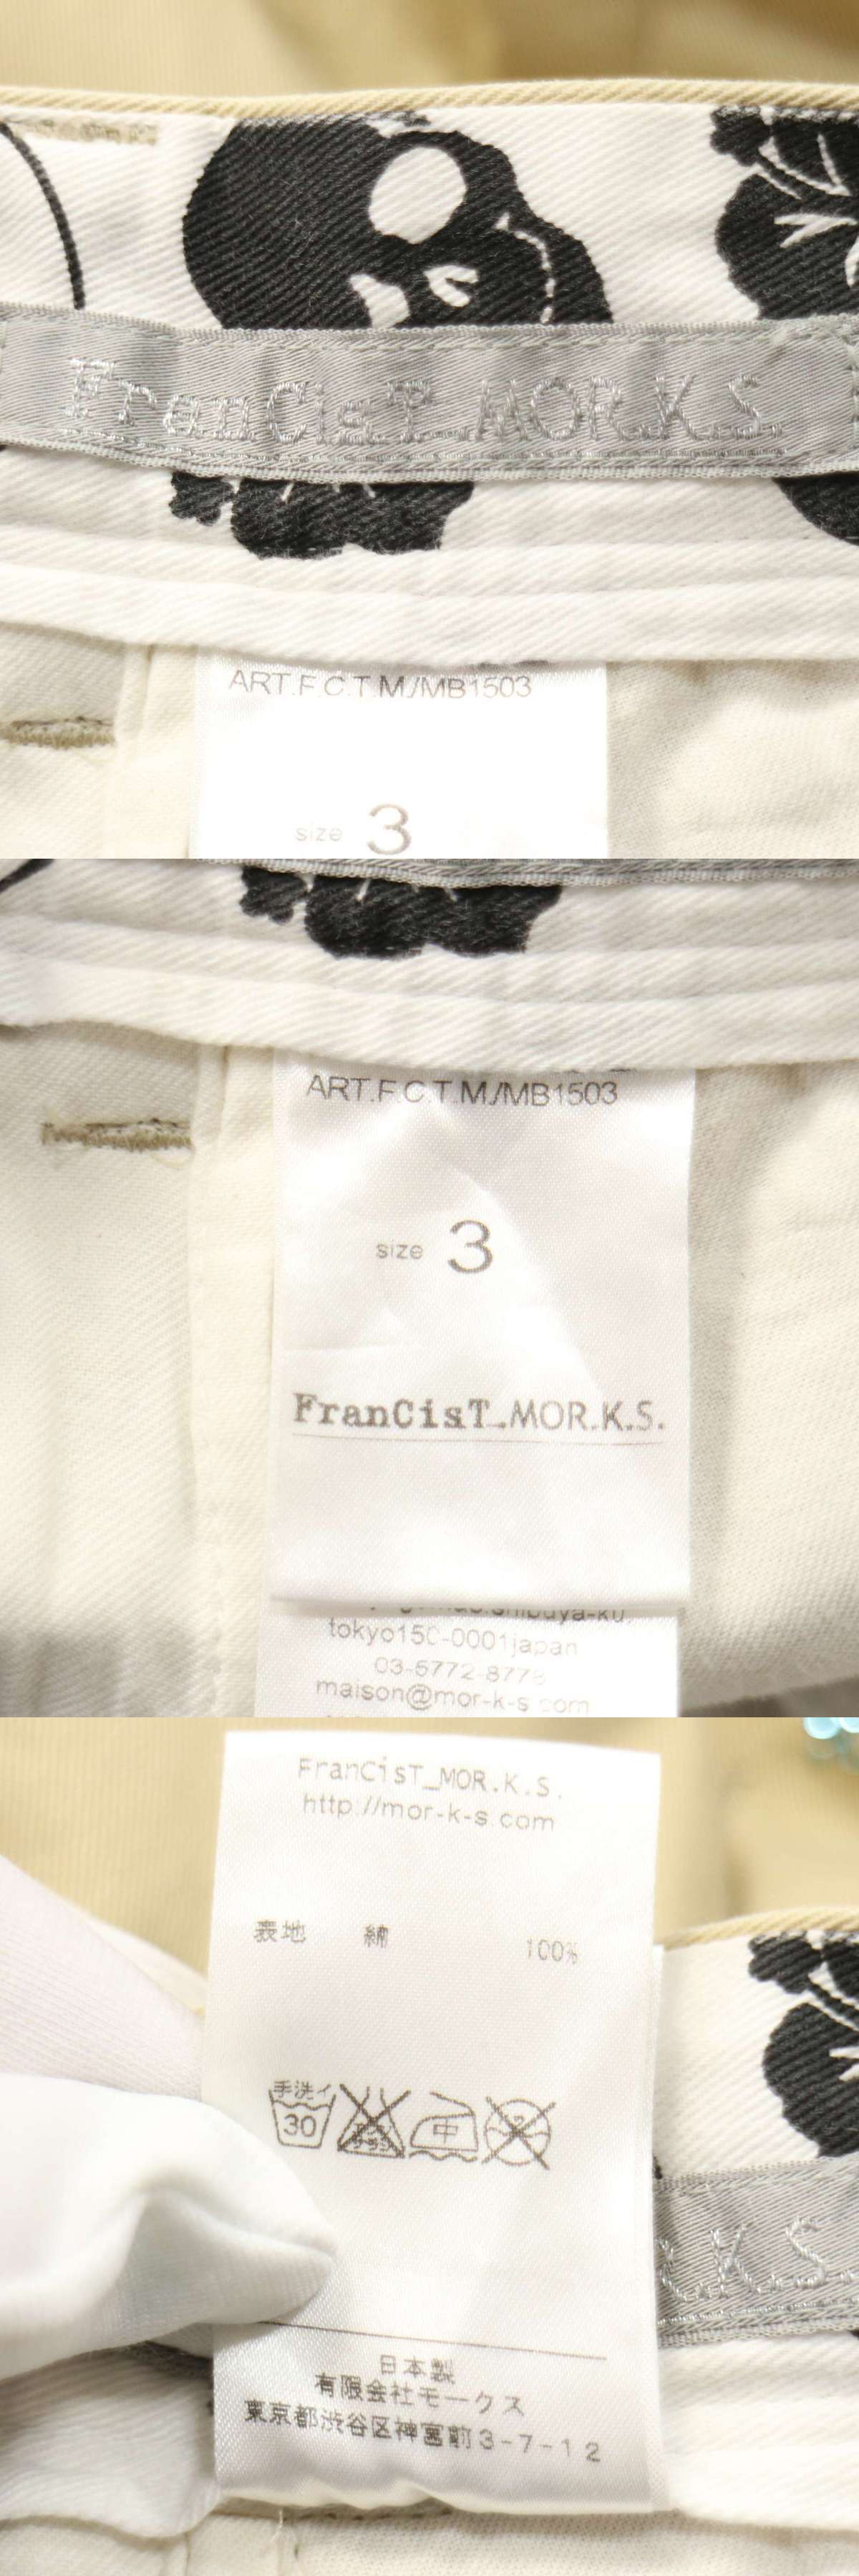 FranCisT_MOR.K.S.
ART.F.C.T.M./MB1503
size 3
ART.F.C.T.M./MB1503
size 3
FranCisT_MOR.K.S.
shibuya-ku,
tokyo150-0001japan
03-5772-8778
maison@mor-k-s.com
FranCisT_MOR.K.S.
http://mor-k-s.com
表地 綿 100%
手洗イ
30 中
R.K.S.
日本製
有限会社モークス
東京都渋谷区神宮前3-7-12